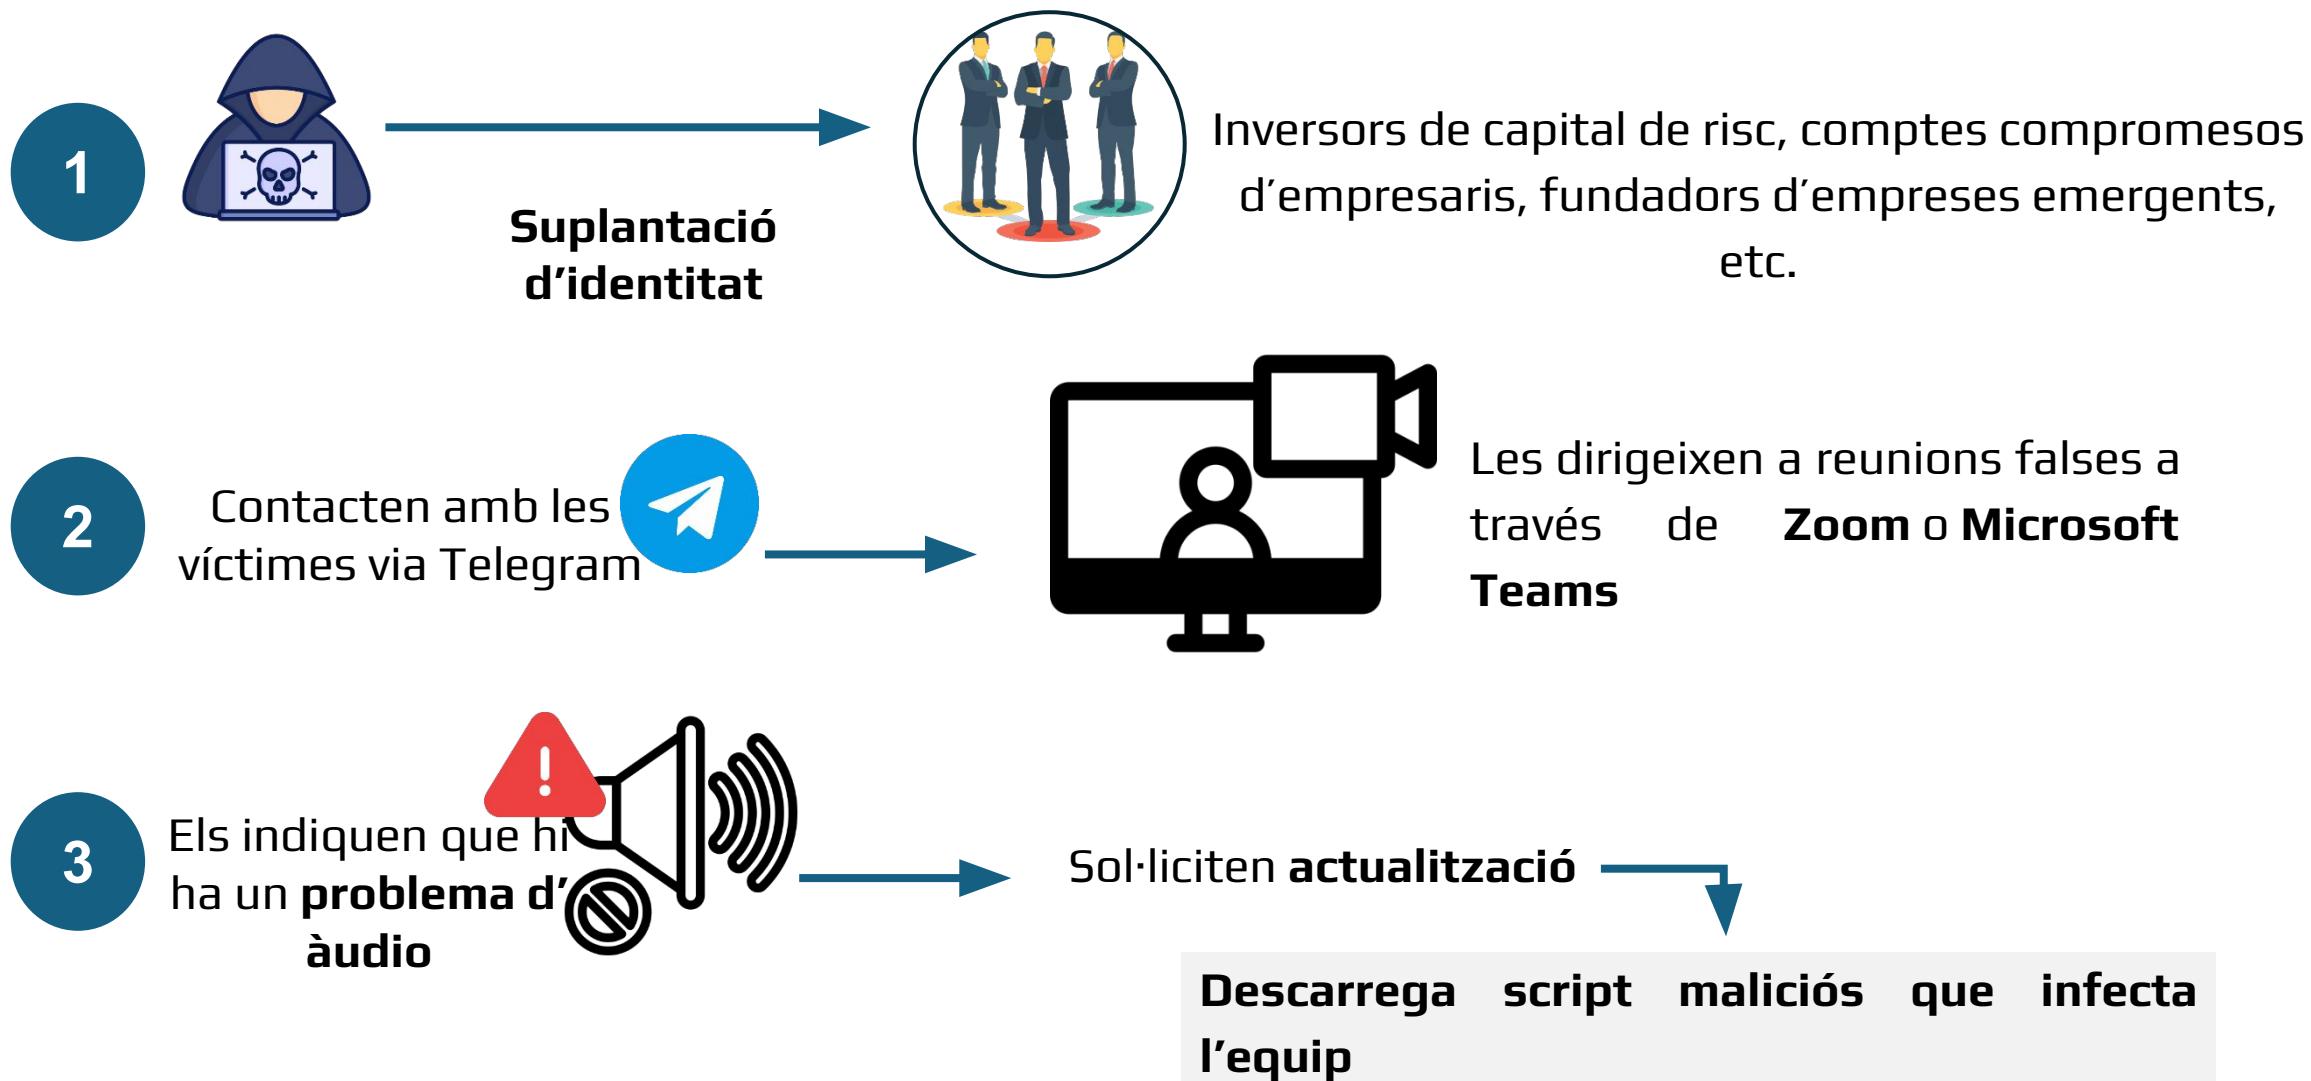 1
Suplantació
d’identitat
Inversors de capital de risc, comptes compromesos
d’empresaris, fundadors d’empreses emergents,
etc.
2
Contacten amb les
víctimes via Telegram
Les dirigeixen a reunions falses a
través de Zoom o Microsoft
Teams
3
Els indiquen que hi
ha un problema d’
àudio
Sol·liciten actualització
Descarrega script maliciós que infecta
l’equip